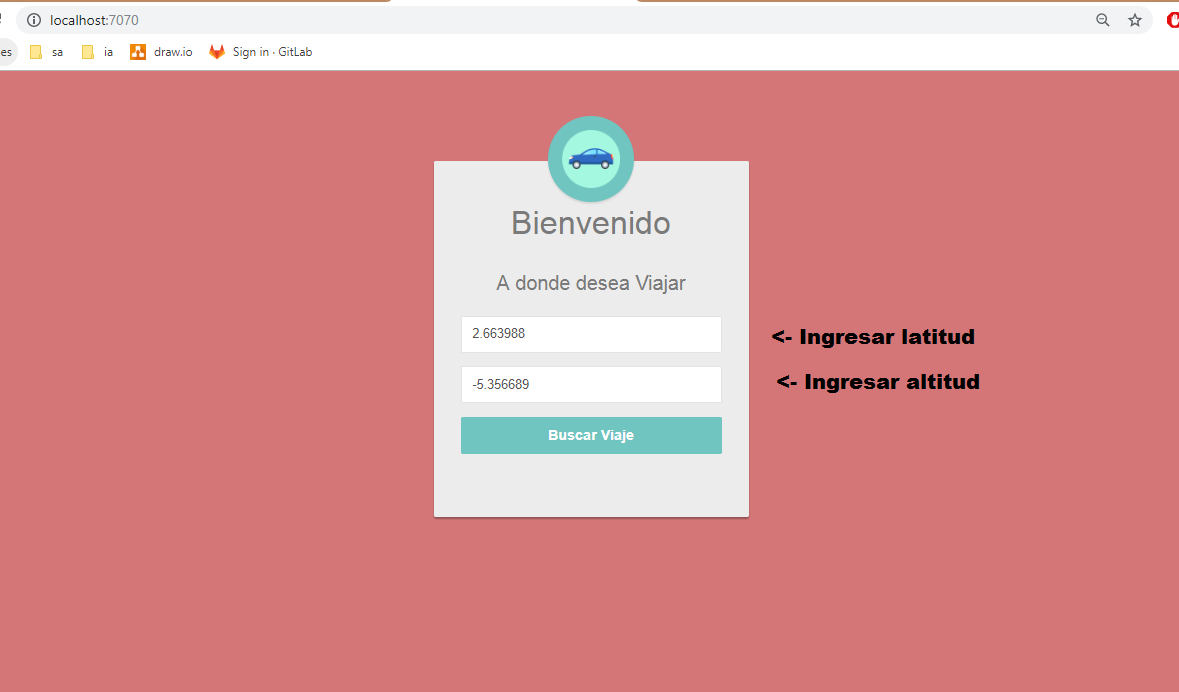 localhost:7070
es sa ia draw.io Sign in · GitLab
Bienvenido
A donde desea Viajar
2.663988
<- Ingresar latitud
-5.356689
<- Ingresar altitud
Buscar Viaje